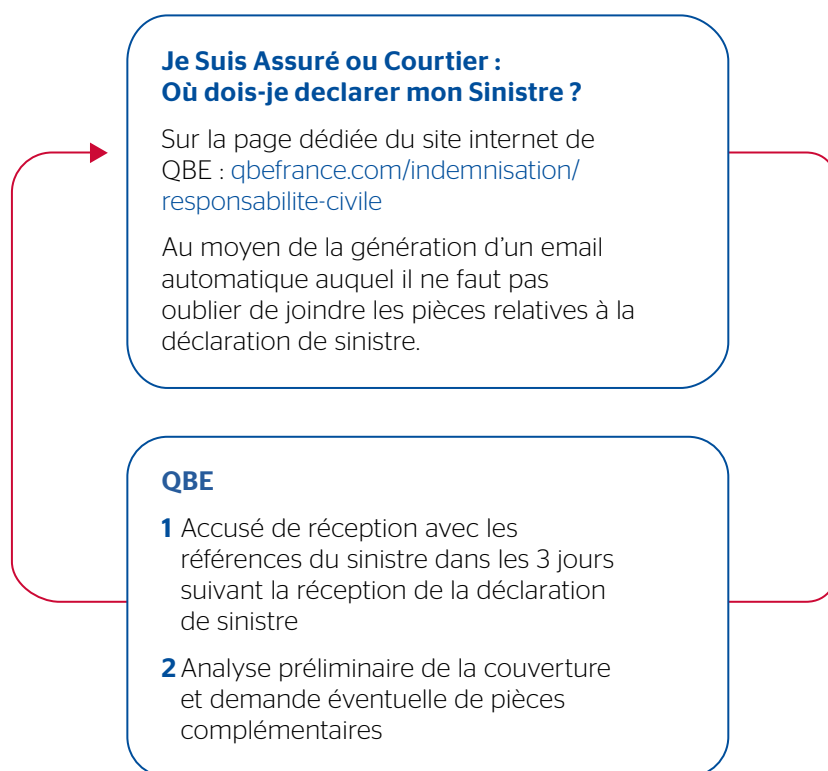 Je Suis Assuré ou Courtier :
Où dois-je declarer mon Sinistre ?
Sur la page dédiée du site internet de
QBE : qbefrance.com/indemnisation/
responsabilite-civile
Au moyen de la génération d’un email
automatique auquel il ne faut pas
oublier de joindre les pièces relatives à la
déclaration de sinistre.
QBE
1 Accusé de réception avec les
références du sinistre dans les 3 jours
suivant la réception de la déclaration
de sinistre
2 Analyse préliminaire de la couverture
et demande éventuelle de pièces
complémentaires